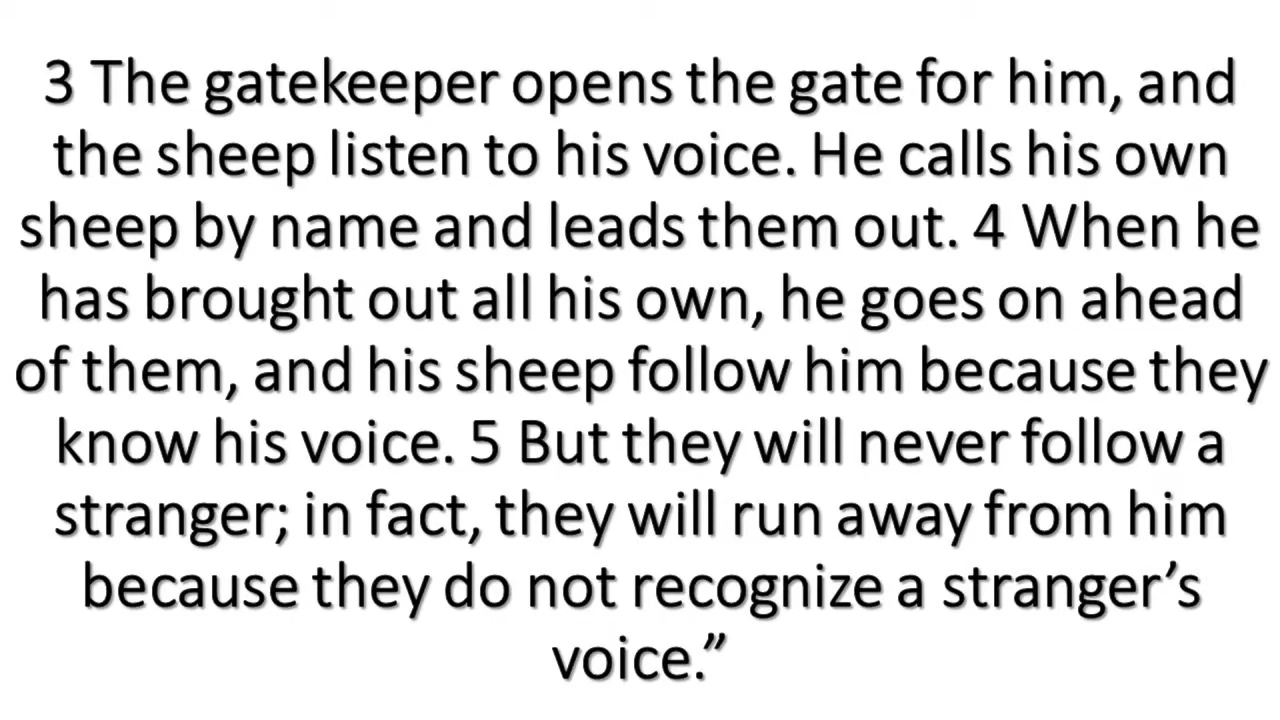 3 The gatekeeper opens the gate for him, and
the sheep listen to his voice. He calls his own
sheep by name and leads them out. 4 When he
has brought out all his own, he goes on ahead
of them, and his sheep follow him because they
know his voice. 5 But they will never follow a
stranger; in fact, they will run away from him
because they do not recognize a stranger’s
voice.”